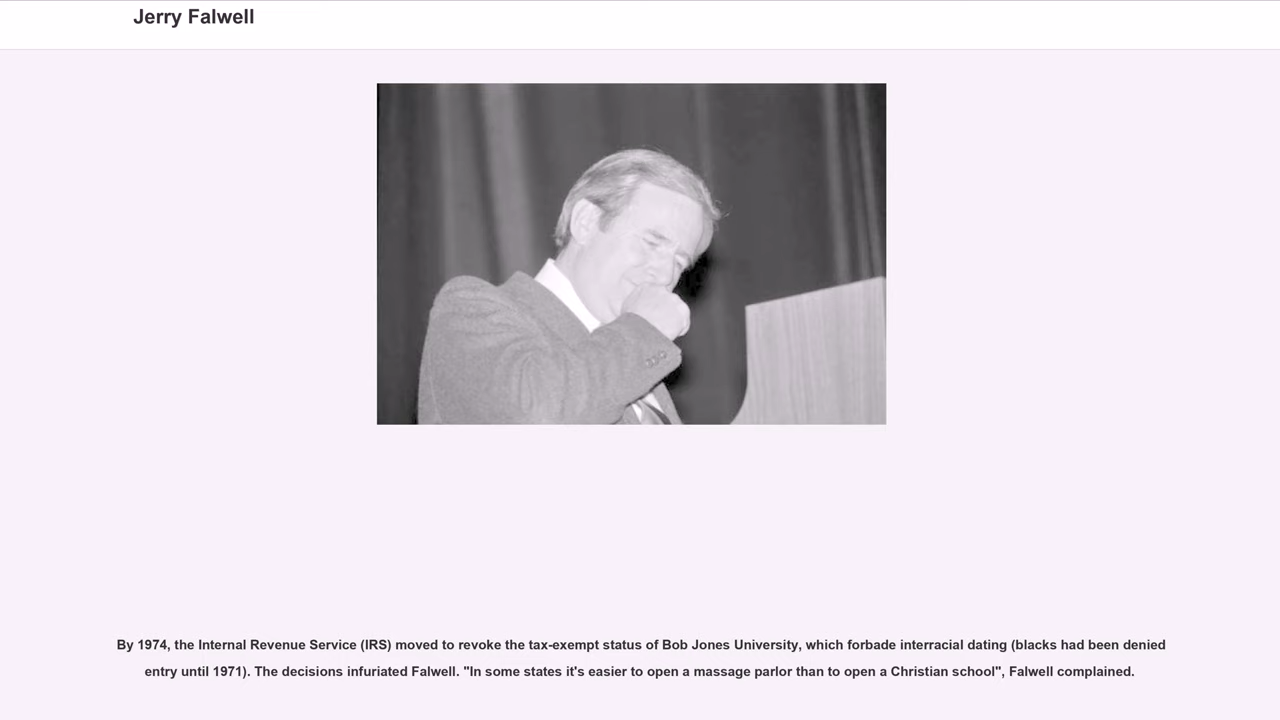 Jerry Falwell
By 1974, the Internal Revenue Service (IRS) moved to revoke the tax-exempt status of Bob Jones University, which forbade interracial dating (blacks had been denied
entry until 1971). The decisions infuriated Falwell. "In some states it's easier to open a massage parlor than to open a Christian school", Falwell complained.